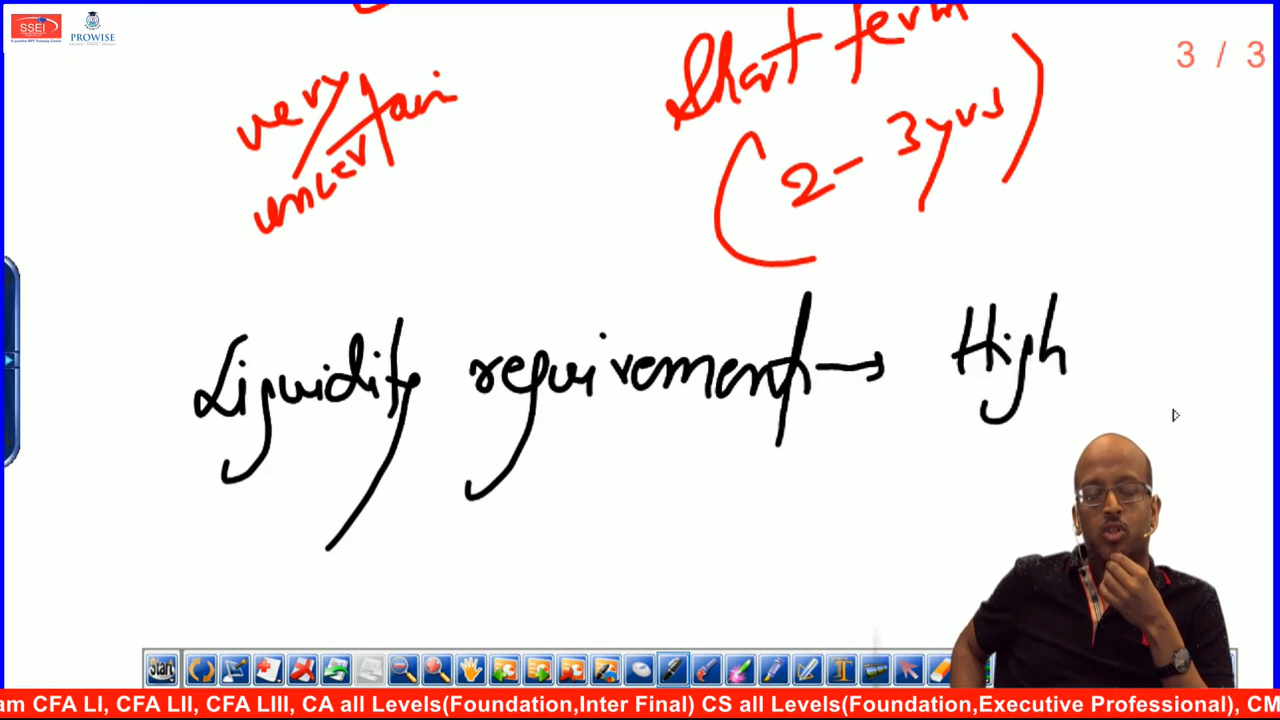 SSEI
PROWISE
3 / 3
Short term
very
uncertain
(2-3yrs)
Liquidity requirement → High
Start
T
am CFA LI, CFA LII, CFA LIII, CA all Levels(Foundation,Inter Final) CS all Levels(Foundation,Executive Professional), CM